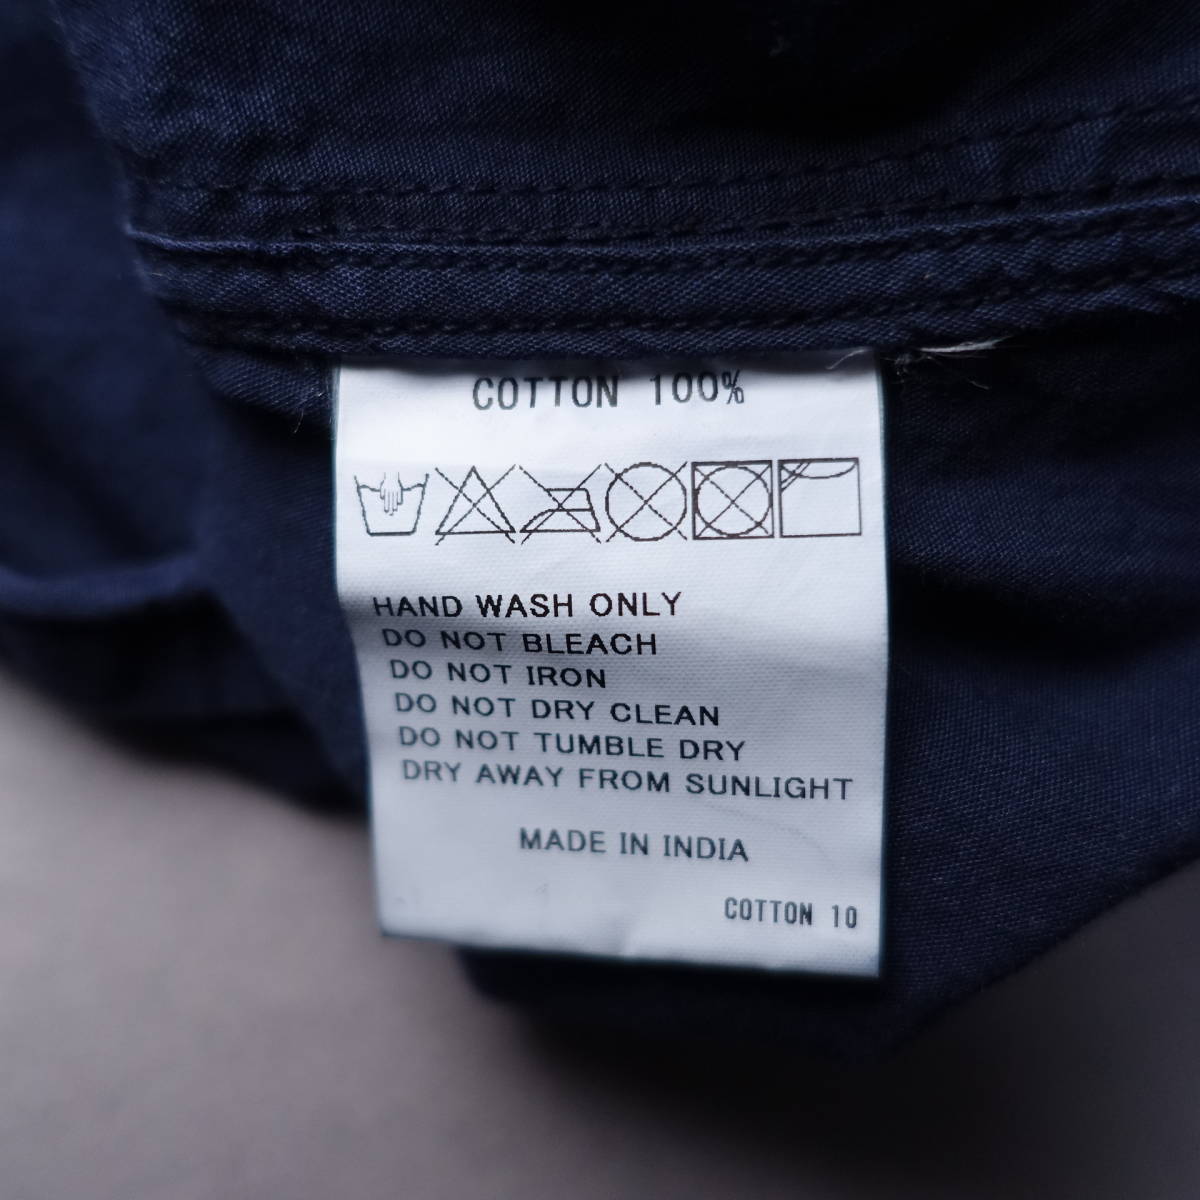 COTTON 100%
HAND WASH ONLY
DO NOT BLEACH
DO NOT IRON
DO NOT DRY CLEAN
DO NOT TUMBLE DRY
DRY AWAY FROM SUNLIGHT
MADE IN INDIA
COTTON 10